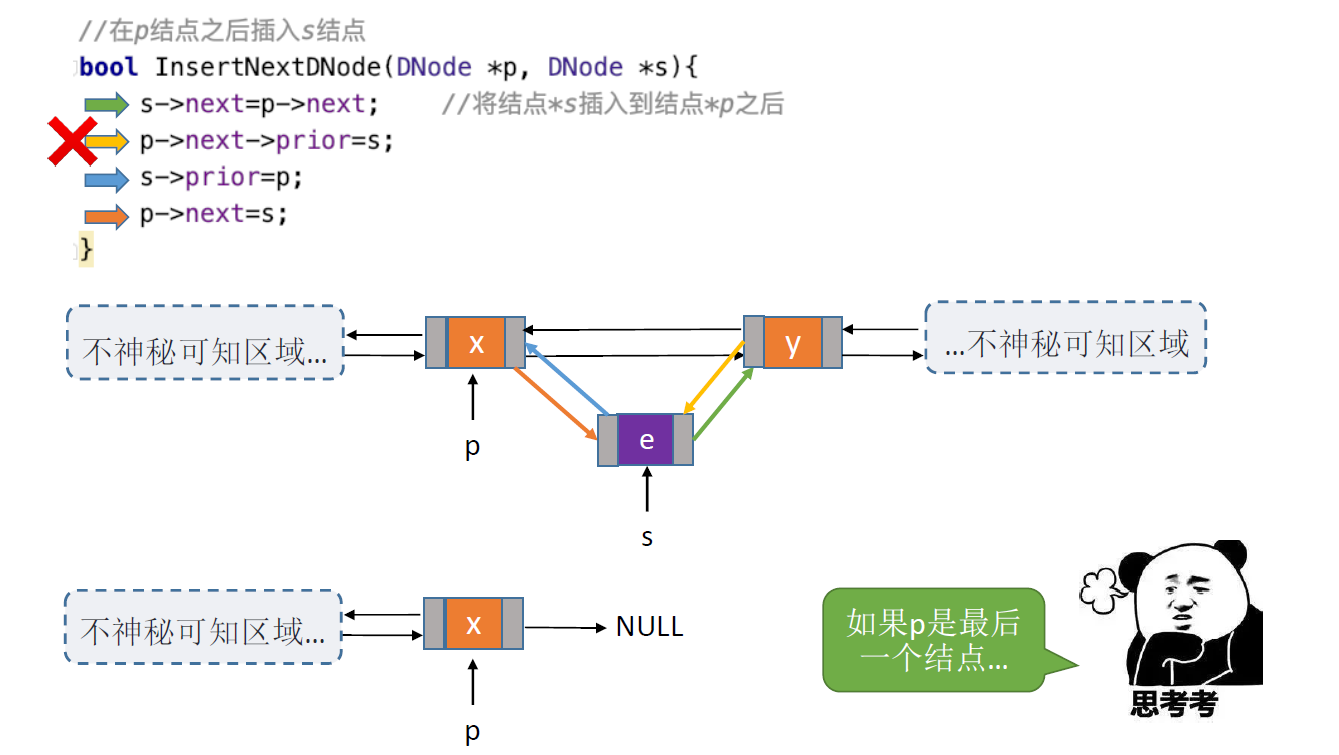 //在p结点之后插入s结点
bool InsertNextDNode(DNode *p, DNode *s){
s->next=p->next; //将结点*s插入到结点*p之后
p->next->prior=s;
s->prior=p;
p->next=s;
}
不神秘可知区域…
x
y
…不神秘可知区域
p
e
s
不神秘可知区域…
x
NULL
p
如果p是最后
一个结点…
思考考